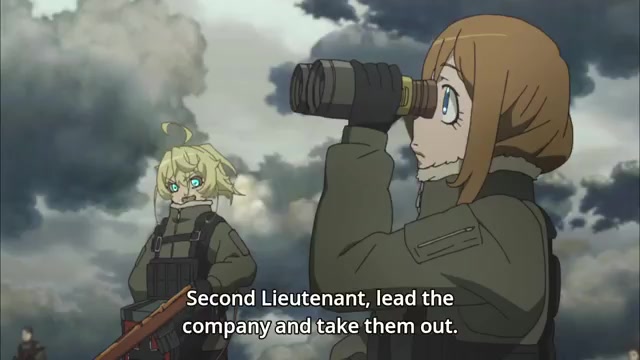 Second Lieutenant, lead the
company and take them out.